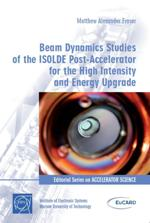 Matthew Alexander Fraser
Beam Dynamics Studies
of the ISOLDE Post-Accelerator
for the High Intensity
and Energy Upgrade
EuCARD
Editorial Series on ACCELERATOR SCIENCE
Institute of Electronic Systems
Warsaw University of Technology